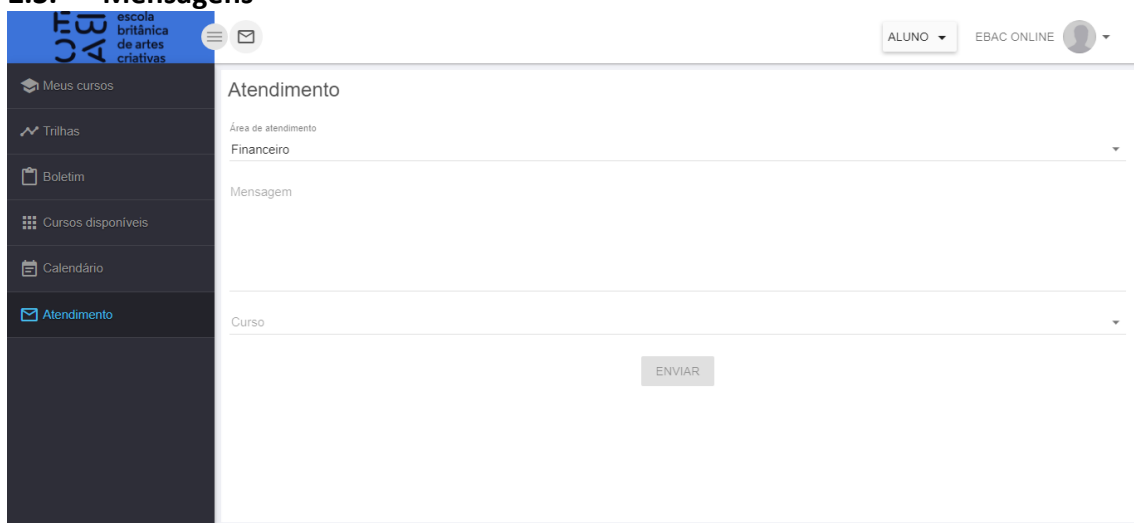 Mensagens
escola
britânica
de artes
criativas
ALUNO
EBAC ONLINE
Meus cursos
Trilhas
Boletim
Cursos disponíveis
Calendário
Atendimento
Atendimento
Área de atendimento
Financeiro
Mensagem
Curso
ENVIAR